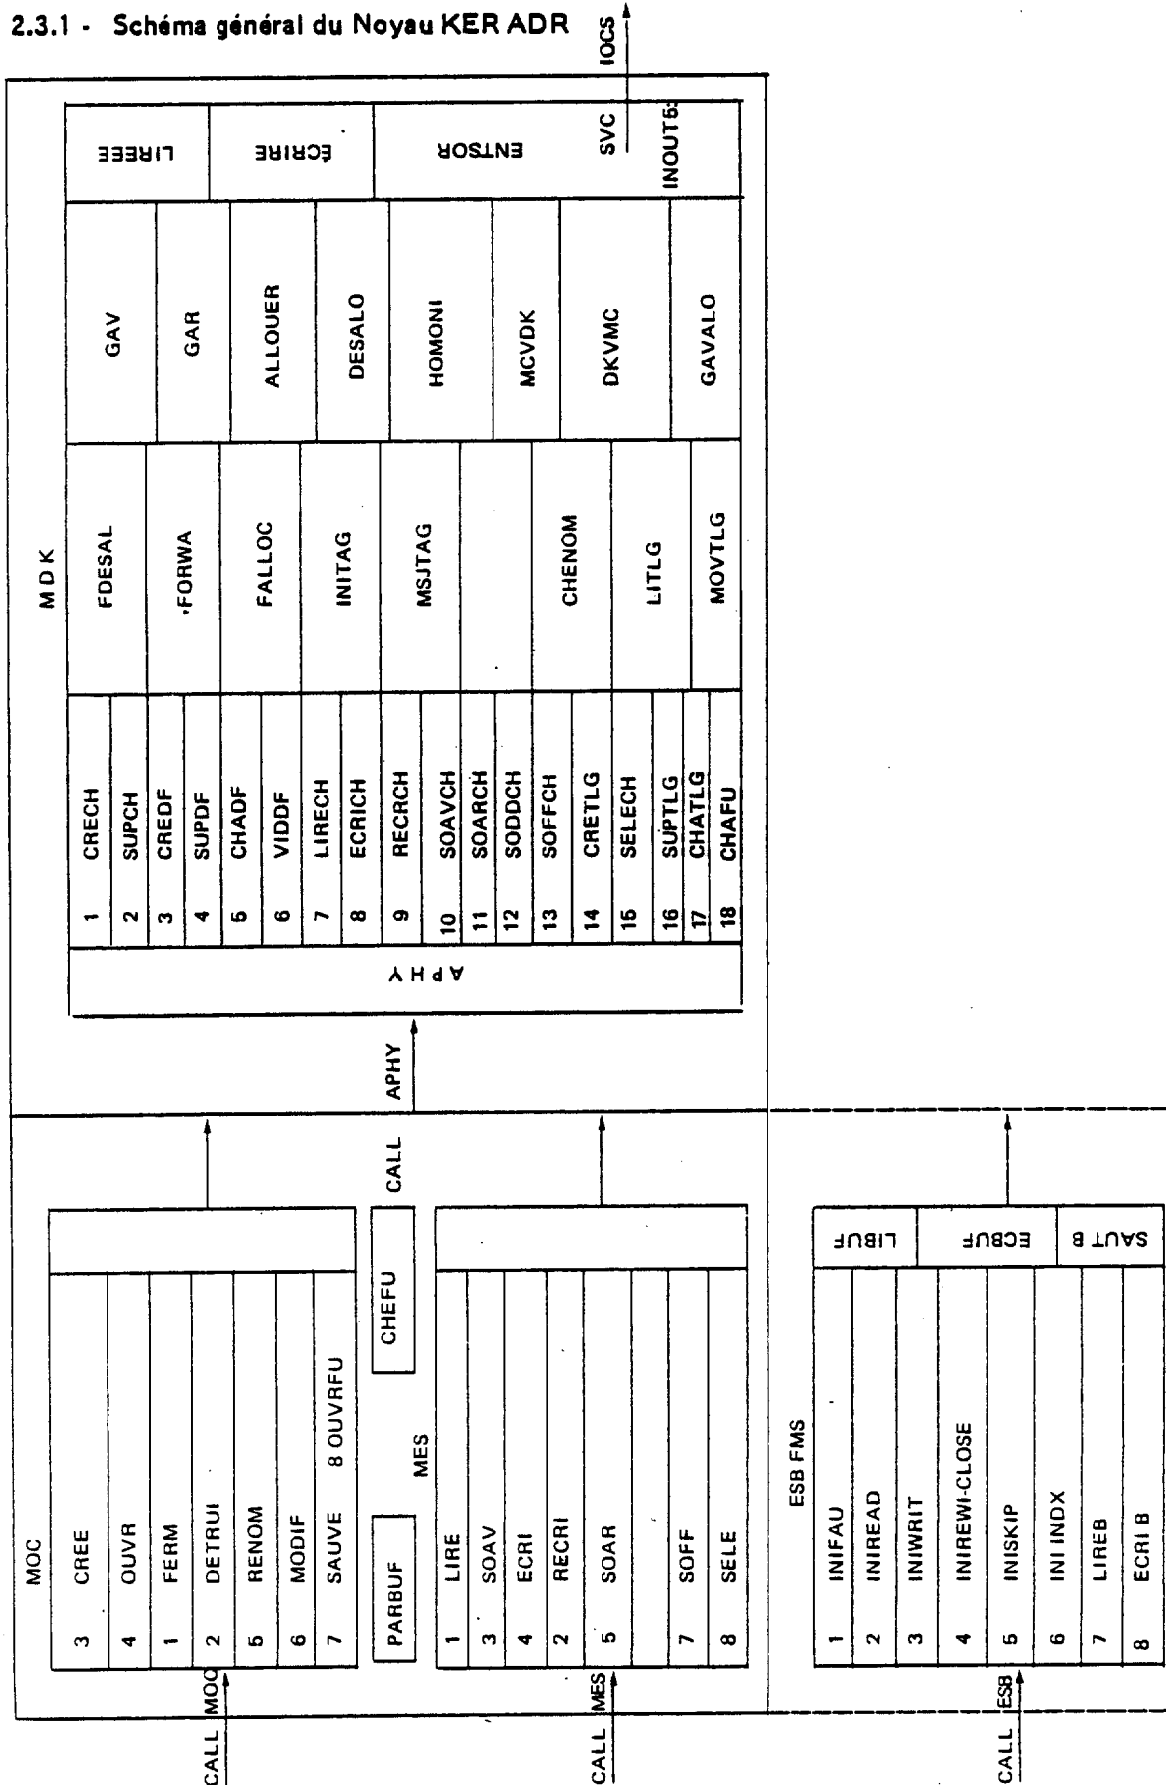 2.3.1 - Schéma général du Noyau KER ADR
CALL MOC
MOC
3 CREE
4 OUVR
1 FERM
2 DETRUI
5 RENOM
6 MODIF
7 SAUVE 8 OUVRFU
PARBUF
CHEFU
CALL MES
MES
1 LIRE
3 SOAV
4 ECRI
2 RECRI
5 SOAR
7 SOFF
8 SELE
CALL ESB
ESB FMS
1 INIFAU
2 INIREAD
3 INIWRIT
4 INIREWI-CLOSE
5 INISKIP
6 INI INDX
7 LIREB
8 ECRI B
LIBUF
ECBUF
SAUT B
CALL APHY
MDK
APHY
1 CRECH
2 SUPCH
3 CREDF
4 SUPDF
5 CHADF
6 VIDDF
7 LIRECH
8 ECRICH
9 RECRCH
10 SOAVCH
11 SOARCH
12 SODDCH
13 SOFFCH
14 CRETLG
15 SELECH
16 SUPTLG
17 CHATLG
18 CHAFU
FDESAL
FORWA
FALLOC
INITAG
MSJTAG
CHENOM
LITLG
MOVTLG
GAV
GAR
ALLOUER
DESALO
HOMONI
MCVDK
DKVMC
GAVALO
LIREEE
ÉCRIRE
ENTSOR
SVC IOCS
INOUT5: